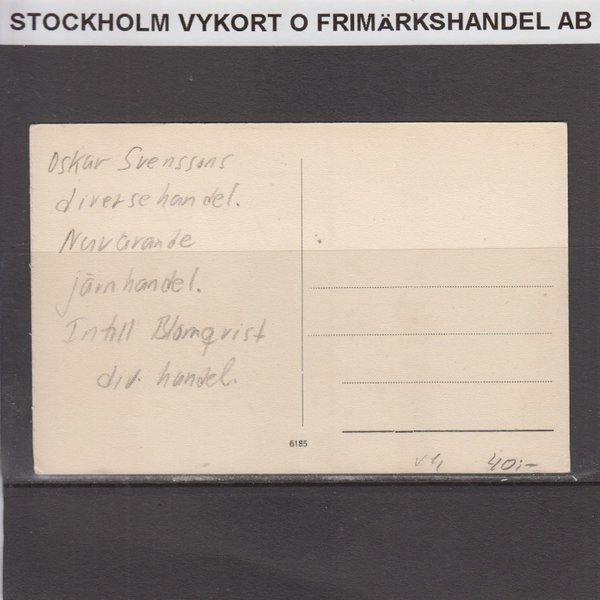 STOCKHOLM VYKORT O FRIMÄRKSHANDEL AB
Oskar Svenssons
diversehandel.
Nuvarande
järnhandel.
Intill Blomqvist
div. handel.
6185
40:-